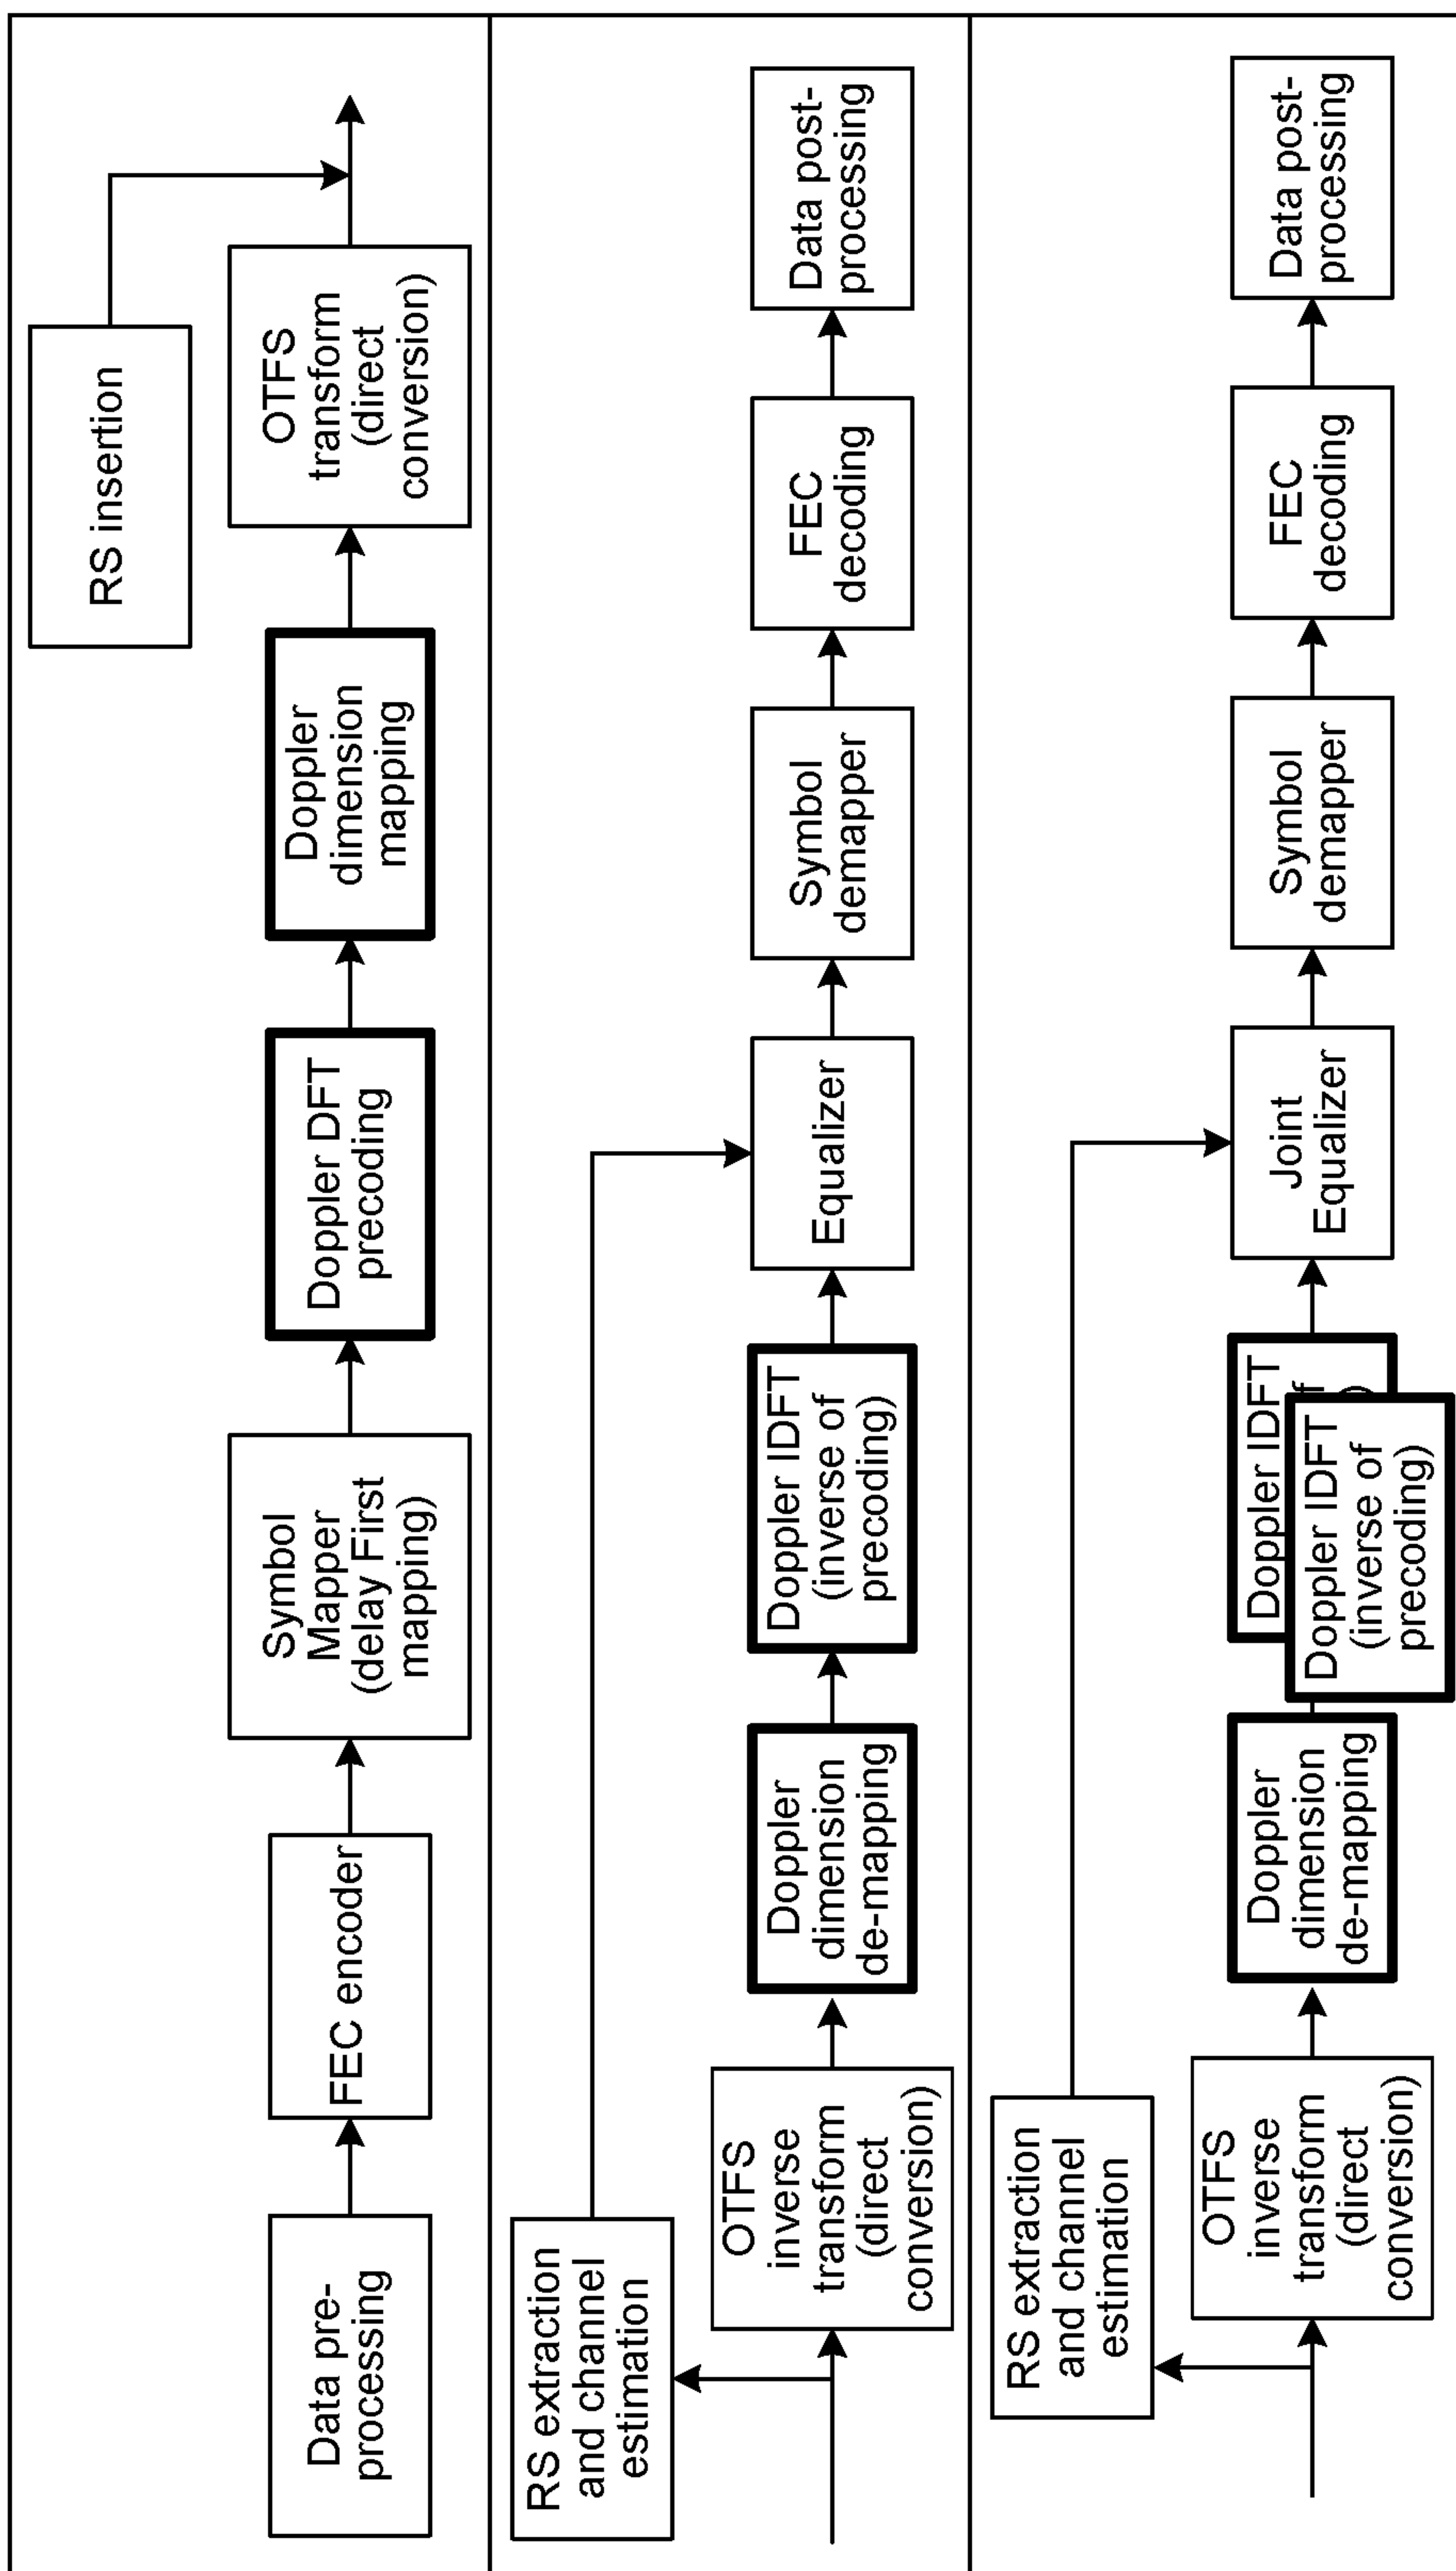 RS insertion
Data pre-
processing
FEC encoder
Symbol
Mapper
(delay First
mapping)
Doppler DFT
precoding
Doppler
dimension
mapping
OTFS
transform
(direct
conversion)
RS extraction
and channel
estimation
OTFS
inverse
transform
(direct
conversion)
Doppler
dimension
de-mapping
Doppler IDFT
(inverse of
precoding)
Equalizer
Symbol
demapper
FEC
decoding
Data post-
processing
RS extraction
and channel
estimation
OTFS
inverse
transform
(direct
conversion)
Doppler
dimension
de-mapping
Doppler IDFT
Doppler IDFT
(inverse of
precoding)
Joint
Equalizer
Symbol
demapper
FEC
decoding
Data post-
processing